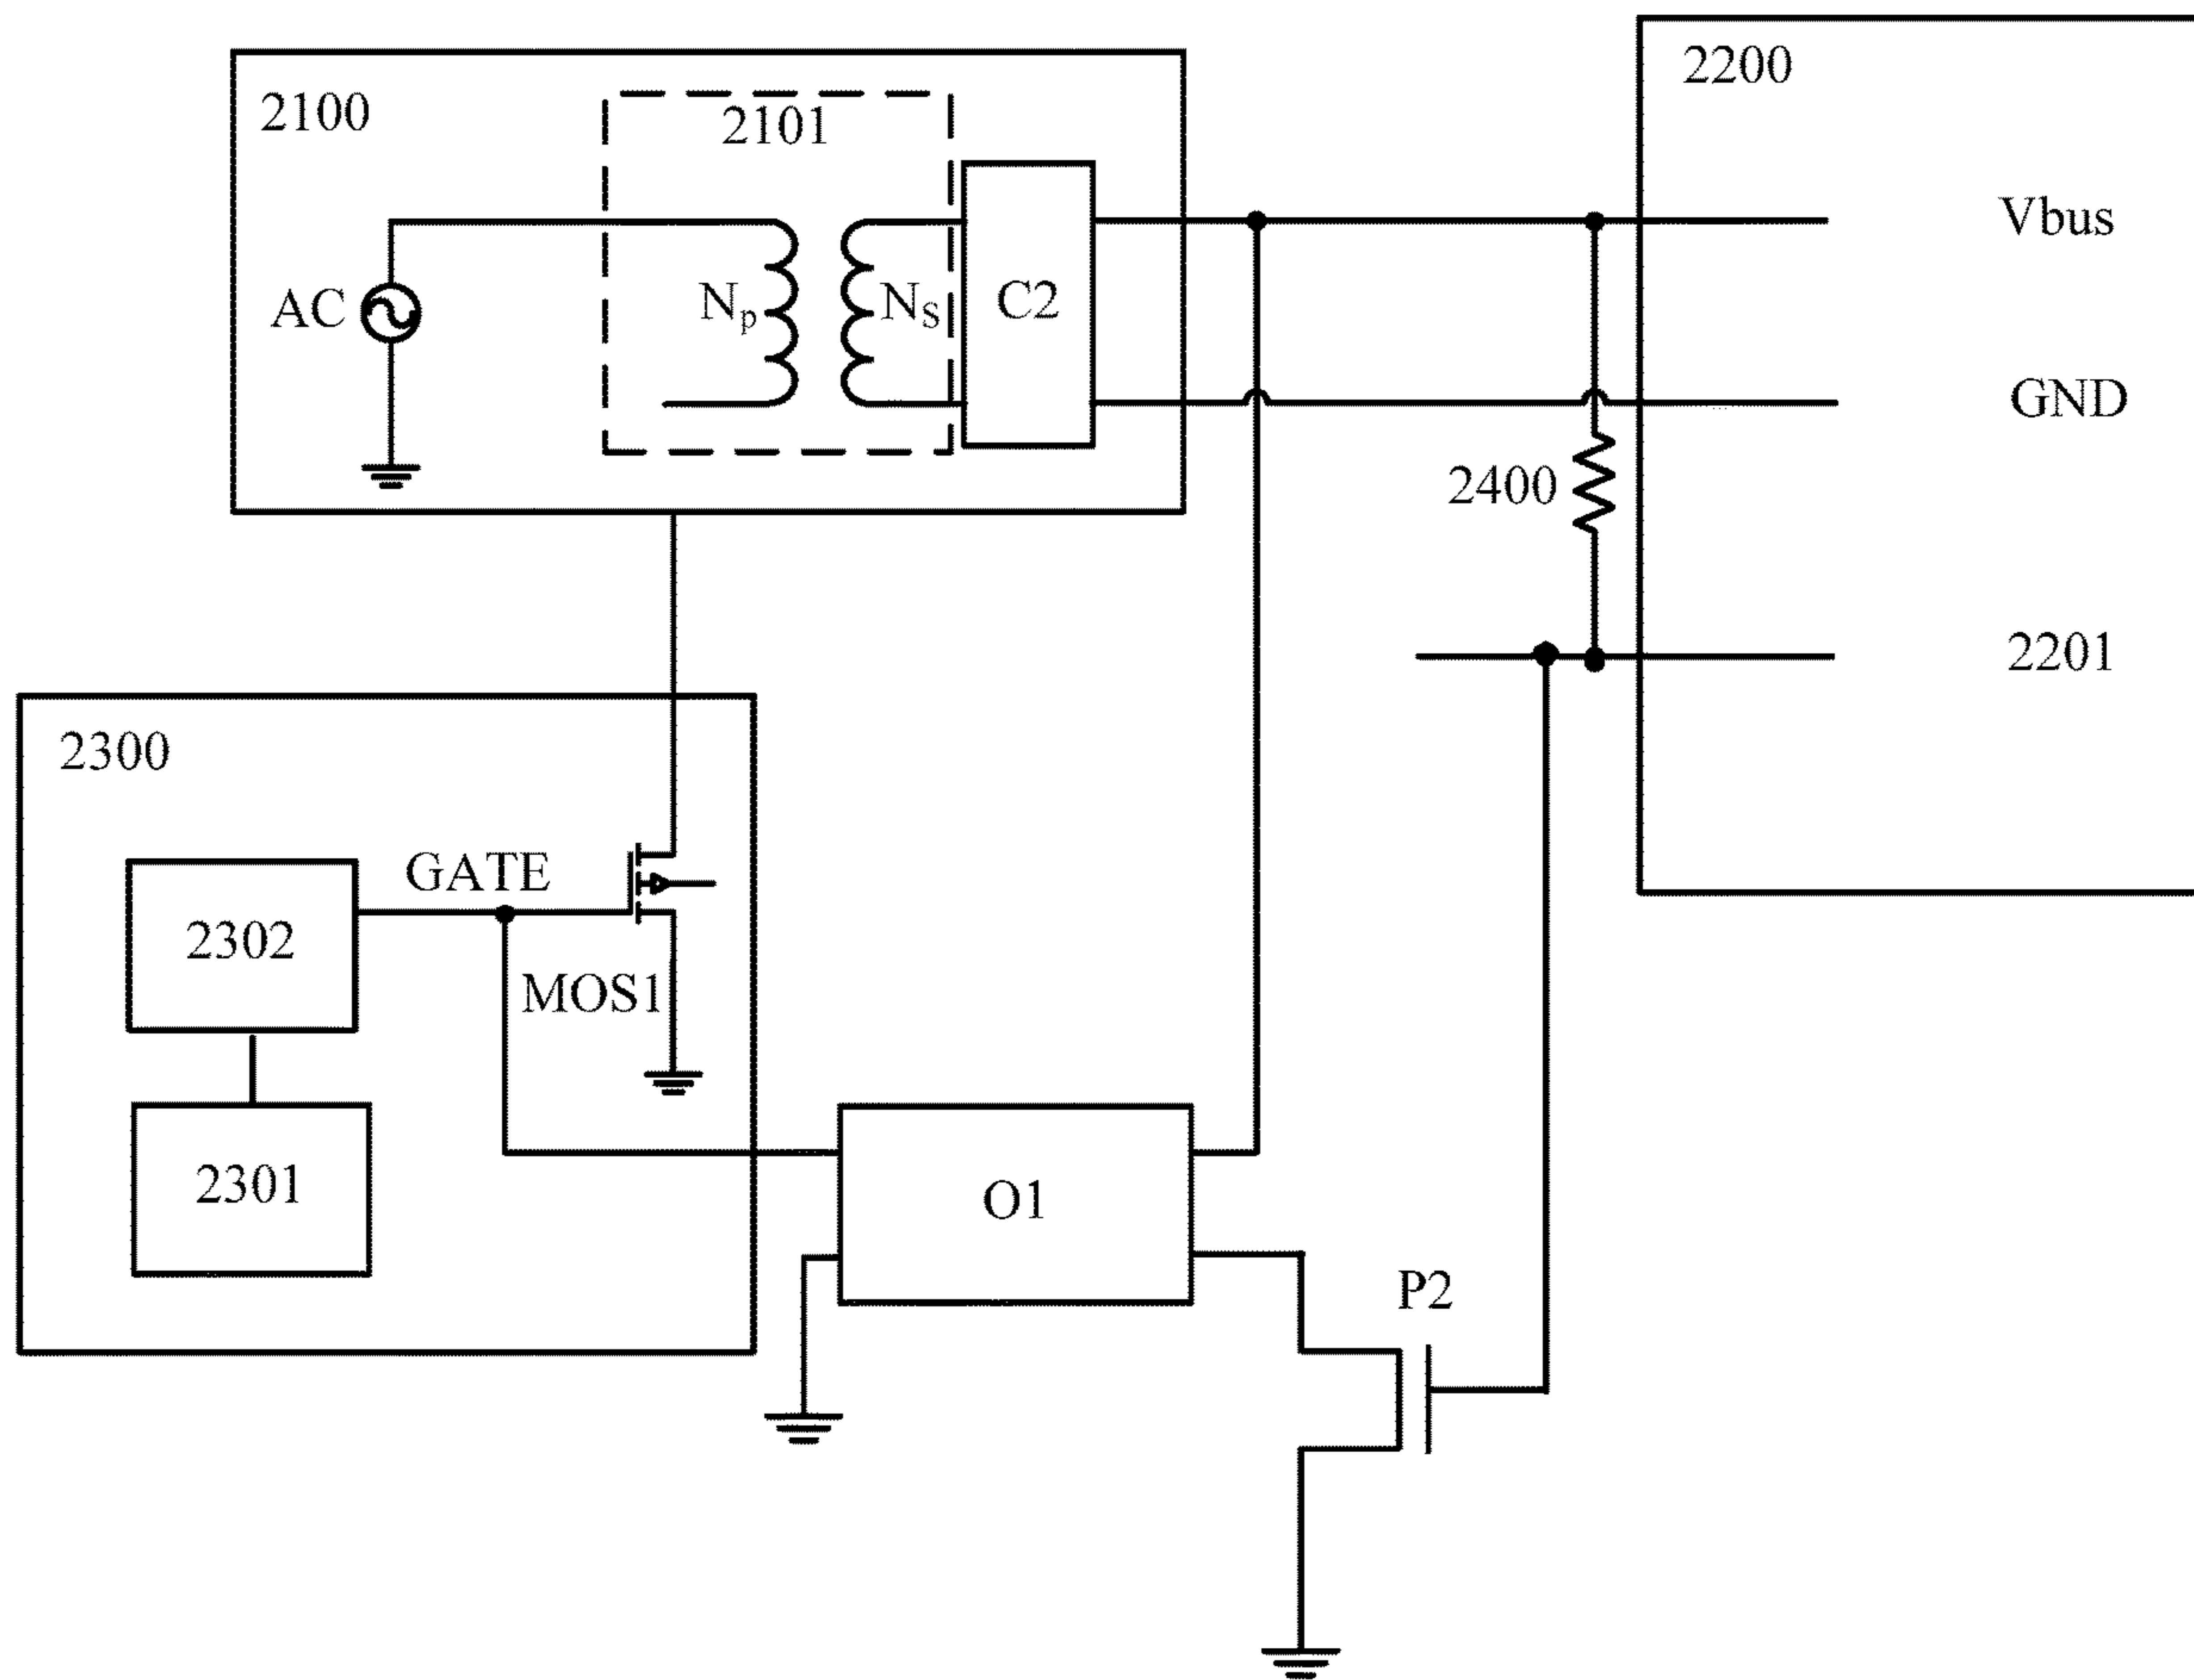 2200
2100
2101
Vbus
AC
Np
NS
C2
GND
2400
2201
2300
GATE
2302
MOS1
2301
O1
P2